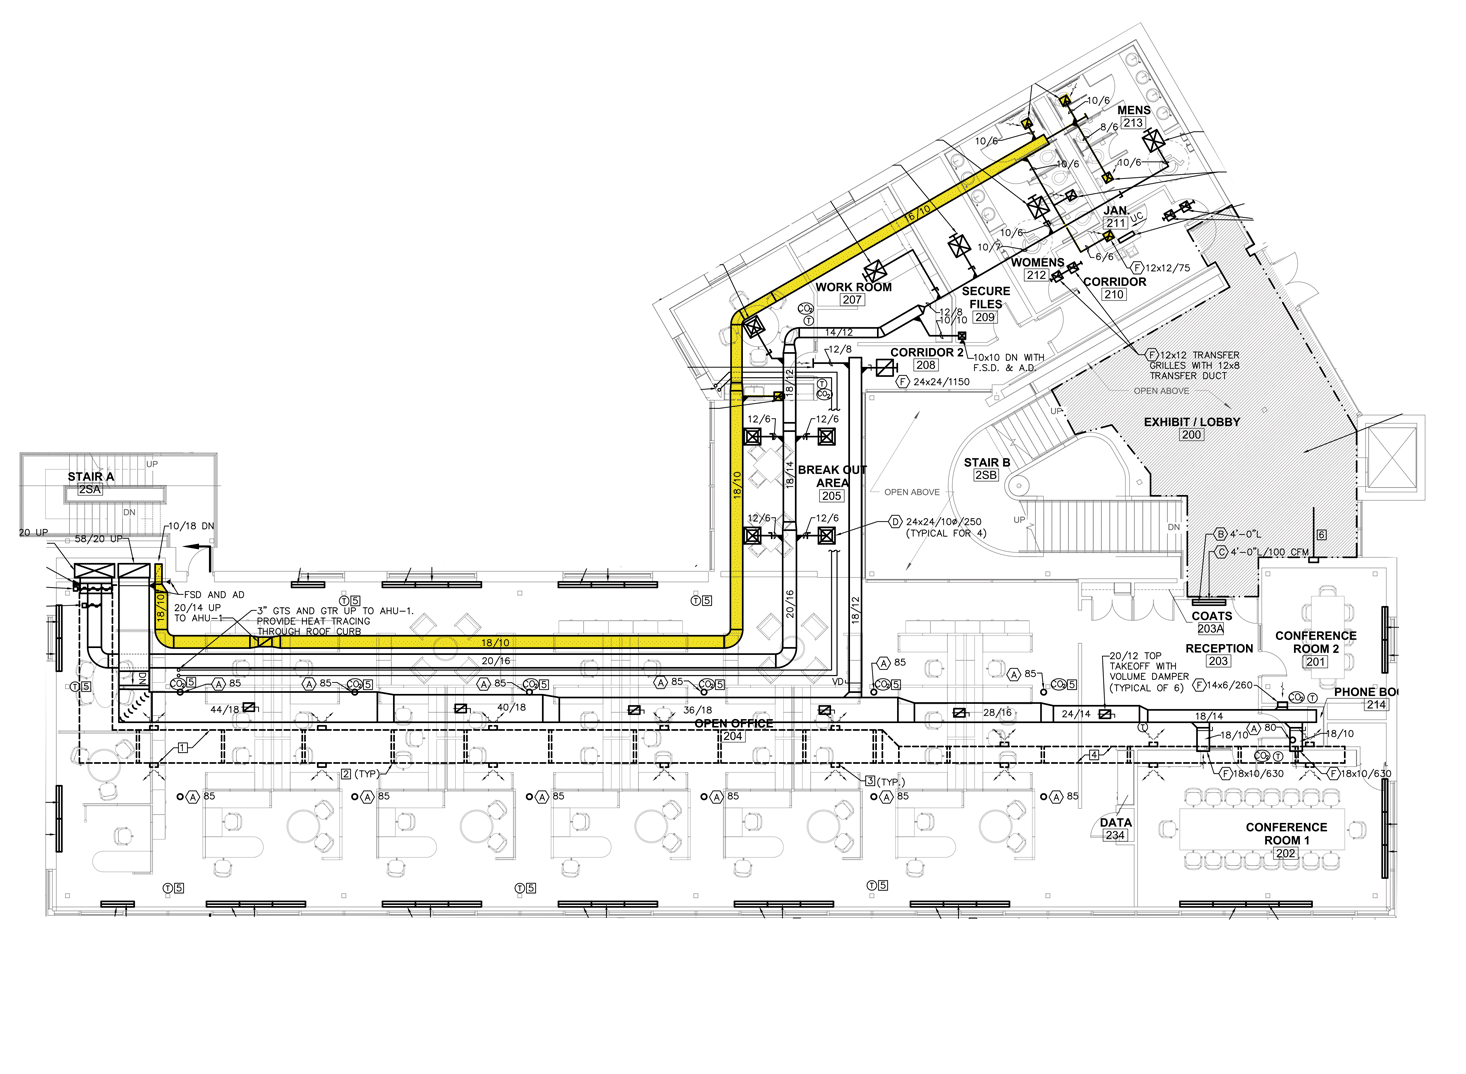 MENS
213
10/6
8/6
10/6
10/6
10/6
JAN.
211
UC
16/10
10/6
10/7
6/6
F 12x12/75
WOMENS
212
CORRIDOR
210
WORK ROOM
207
SECURE
FILES
209
CO2
T
12/8
10/10
14/12
12/8
CORRIDOR 2
208
10x10 DN WITH
F.S.D. & A.D.
F 24x24/1150
F 12x12 TRANSFER
GRILLES WITH 12x8
TRANSFER DUCT
OPEN ABOVE
18/12
T
CO2
UP
EXHIBIT / LOBBY
200
12/6
12/6
18/10
18/14
BREAK OUT
AREA
205
STAIR B
2SB
OPEN ABOVE
STAIR A
2SA
UP
DN
12/6
12/6
D 24x24/10ø/250
(TYPICAL FOR 4)
UP
DN
20 UP
58/20 UP
10/18 DN
B 4'-0"L
6
C 4'-0"L/100 CFM
FSD AND AD
20/14 UP
TO AHU-1
3" GTS AND GTR UP TO AHU-1.
PROVIDE HEAT TRACING
THROUGH ROOF CURB
T 5
T 5
18/10
20/16
18/12
COATS
203A
18/10
20/16
CONFERENCE
ROOM 2
201
RECEPTION
203
20/12 TOP
TAKEOFF WITH
VOLUME DAMPER
(TYPICAL OF 6)
DN
T 5
CO2 5
A 85
A 85
CO2 5
A 85
CO2 5
A 85
VD
A 85
CO2 5
A 85
F 14x6/260
CO2
T
PHONE BO
214
44/18
40/18
36/18
28/16
24/14
18/14
OPEN OFFICE
204
T
18/10
A 80
18/10
1
2 (TYP)
3 (TYP.)
4
CO2 T
F 18x10/630
F 18x10/630
A 85
A 85
A 85
A 85
A 85
A 85
DATA
234
CONFERENCE
ROOM 1
202
T 5
T 5
T 5